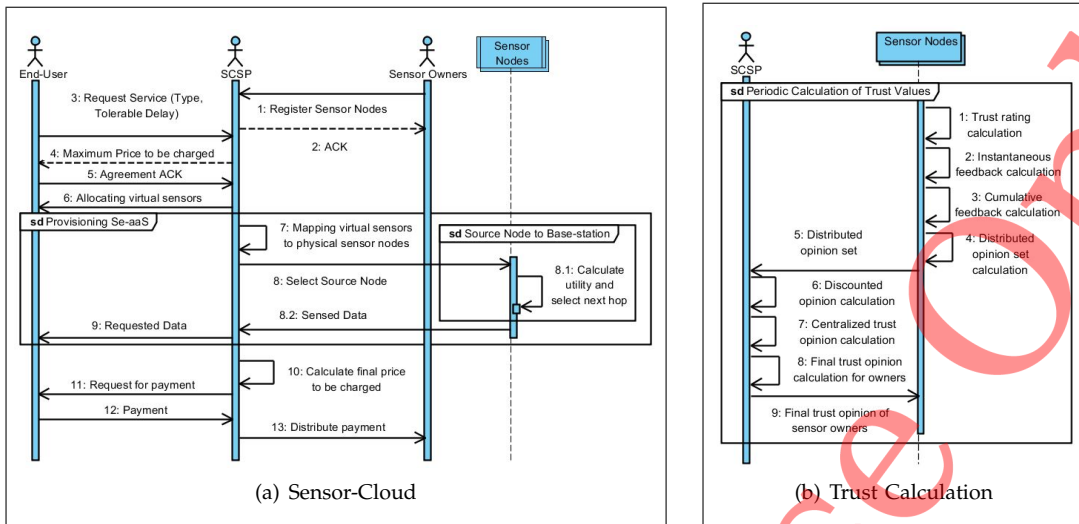 End-User
SCSP
Sensor Owners
Sensor
Nodes
3: Request Service (Type,
Tolerable Delay)
1: Register Sensor Nodes
2: ACK
4: Maximum Price to be charged
5: Agreement ACK
6: Allocating virtual sensors
sd Provisioning Se-aaS
7: Mapping virtual sensors
to physical sensor nodes
sd Source Node to Base-station
8: Select Source Node
8.1: Calculate
utility and
select next hop
8.2: Sensed Data
9: Requested Data
10: Calculate final price
to be charged
11: Request for payment
12: Payment
13: Distribute payment
(a) Sensor-Cloud
SCSP
Sensor Nodes
sd Periodic Calculation of Trust Values
1: Trust rating
calculation
2: Instantaneous
feedback calculation
3: Cumulative
feedback calculation
4: Distributed
opinion set
calculation
5: Distributed
opinion set
6: Discounted
opinion calculation
7: Centralized trust
opinion calculation
8: Final trust opinion
calculation for owners
9: Final trust opinion of
sensor owners
(b) Trust Calculation